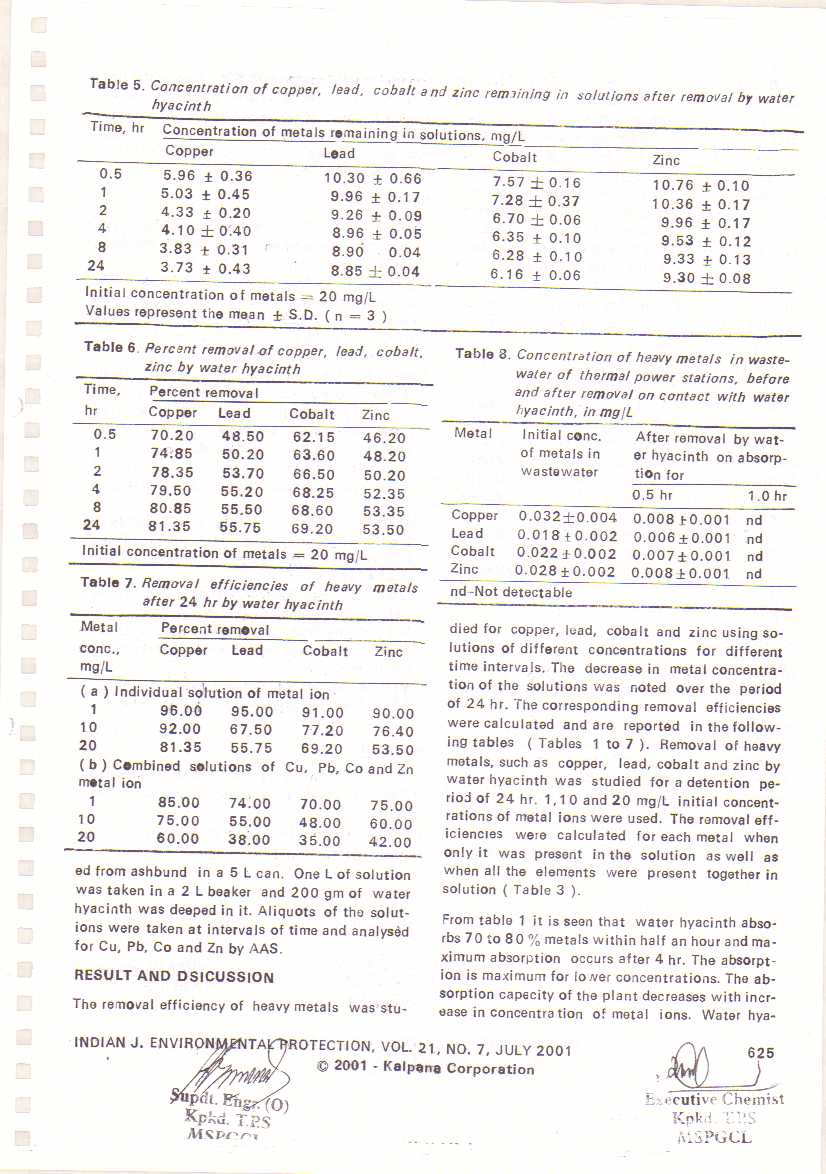 Table 5. Concentration of copper, lead, cobalt and zinc remaining in solutions after removal by water
hyacinth
Time, hr Concentration of metals remaining in solutions, mg/L
Copper Lead Cobalt Zinc
0.5 5.96 ± 0.36 10.30 ± 0.66 7.57 ± 0.16 10.76 ± 0.10
1 5.03 ± 0.45 9.96 ± 0.17 7.28 ± 0.37 10.36 ± 0.17
2 4.33 ± 0.20 9.26 ± 0.09 6.70 ± 0.06 9.96 ± 0.17
4 4.10 ± 0.40 8.96 ± 0.05 6.35 ± 0.10 9.53 ± 0.12
8 3.83 ± 0.31 8.90 0.04 6.28 ± 0.10 9.33 ± 0.13
24 3.73 ± 0.43 8.85 ± 0.04 6.16 ± 0.06 9.30 ± 0.08
Initial concentration of metals = 20 mg/L
Values represent the mean ± S.D. ( n = 3 )
Table 6. Percent removal of copper, lead, cobalt,
zinc by water hyacinth
Time, Percent removal
hr Copper Lead Cobalt Zinc
0.5 70.20 48.50 62.15 46.20
1 74.85 50.20 63.60 48.20
2 78.35 53.70 66.50 50.20
4 79.50 55.20 68.25 52.35
8 80.85 55.50 68.60 53.35
24 81.35 55.75 69.20 53.50
Initial concentration of metals = 20 mg/L
Table 7. Removal efficiencies of heavy metals
after 24 hr by water hyacinth
Metal Percent removal
conc., Copper Lead Cobalt Zinc
mg/L
( a ) Individual solution of metal ion
1 96.00 95.00 91.00 90.00
10 92.00 67.50 77.20 76.40
20 81.35 55.75 69.20 53.50
( b ) Combined solutions of Cu, Pb, Co and Zn
metal ion
1 85.00 74.00 70.00 75.00
10 75.00 55.00 48.00 60.00
20 60.00 38.00 35.00 42.00
ed from ashbund in a 5 L can. One L of solution
was taken in a 2 L beaker and 200 gm of water
hyacinth was deeped in it. Aliquots of the solut-
ions were taken at intervals of time and analysed
for Cu, Pb, Co and Zn by AAS.
RESULT AND DSICUSSION
The removal efficiency of heavy metals was stu-
Table 8. Concentration of heavy metals in waste-
water of thermal power stations, before
and after removal on contact with water
hyacinth, in mg/L
Metal Initial conc. After removal by wat-
of metals in er hyacinth on absorp-
wastewater tion for
0.5 hr 1.0 hr
Copper 0.032±0.004 0.008±0.001 nd
Lead 0.018±0.002 0.006±0.001 nd
Cobalt 0.022±0.002 0.007±0.001 nd
Zinc 0.028±0.002 0.008±0.001 nd
nd-Not detectable
died for copper, lead, cobalt and zinc using so-
lutions of different concentrations for different
time intervals. The decrease in metal concentra-
tion of the solutions was noted over the period
of 24 hr. The corresponding removal efficiencies
were calculated and are reported in the follow-
ing tables ( Tables 1 to 7 ). Removal of heavy
metals, such as copper, lead, cobalt and zinc by
water hyacinth was studied for a detention pe-
riod of 24 hr. 1,10 and 20 mg/L initial concent-
rations of metal ions were used. The removal eff-
iciencies were calculated for each metal when
only it was present in the solution as well as
when all the elements were present together in
solution ( Table 3 ).
From table 1 it is seen that water hyacinth abso-
rbs 70 to 80 % metals within half an hour and ma-
ximum absorption occurs after 4 hr. The absorpt-
ion is maximum for lower concentrations. The ab-
sorption capecity of the plant decreases with incr-
ease in concentration of metal ions. Water hya-
INDIAN J. ENVIRONMENTAL PROTECTION, VOL. 21, NO. 7, JULY 2001 625
© 2001 - Kalpana Corporation
Supdt. Engr. (O)
Kpkd. T.P.S
MSPGCL
Executive Chemist
Kpkd. T.P.S
MSPGCL